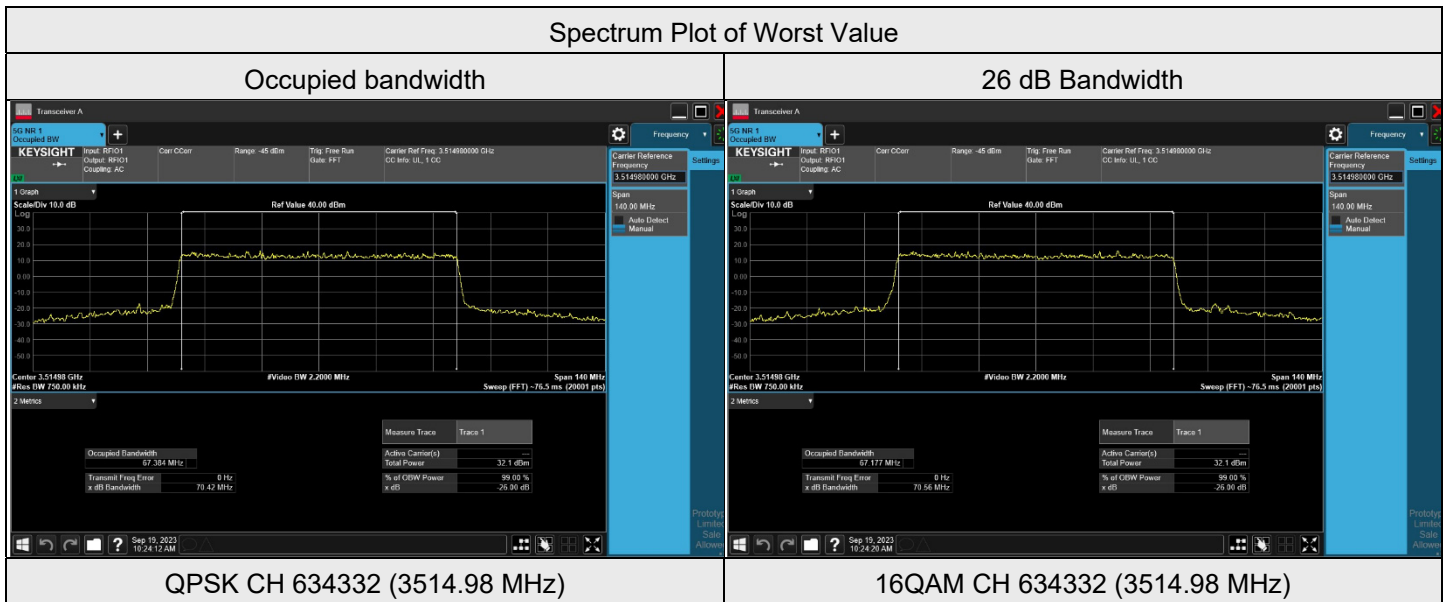 Spectrum Plot of Worst Value
Occupied bandwidth
26 dB Bandwidth
Transceiver A
5G NR 1
Occupied BW
+
Frequency
KEYSIGHT
Input: RFIO1
Output: RFIO1
Coupling: AC
Corr CCorr
Range: -45 dBm
Trig: Free Run
Gate: FFT
Carrier Ref Freq: 3.514980000 GHz
CC Info: UL, 1 CC
Carrier Reference
Frequency
3.514980000 GHz
Settings
Span
140.00 MHz
Auto Detect
Manual
1 Graph
Scale/Div 10.0 dB
Ref Value 40.00 dBm
Log
30.0
20.0
10.0
0.00
-10.0
-20.0
-30.0
-40.0
-50.0
Center 3.51498 GHz
#Video BW 2.2000 MHz
Span 140 MHz
#Res BW 750.00 kHz
Sweep (FFT) ~76.5 ms (20001 pts)
2 Metrics
Measure Trace
Trace 1
Occupied Bandwidth
67.384 MHz
Active Carrier(s)
---
Total Power
32.1 dBm
Transmit Freq Error
0 Hz
x dB Bandwidth
70.42 MHz
% of OBW Power
99.00 %
x dB
-26.00 dB
?
Sep 19, 2023
10:24:12 AM
Transceiver A
5G NR 1
Occupied BW
+
Frequency
KEYSIGHT
Input: RFIO1
Output: RFIO1
Coupling: AC
Corr CCorr
Range: -45 dBm
Trig: Free Run
Gate: FFT
Carrier Ref Freq: 3.514980000 GHz
CC Info: UL, 1 CC
Carrier Reference
Frequency
3.514980000 GHz
Settings
Span
140.00 MHz
Auto Detect
Manual
1 Graph
Scale/Div 10.0 dB
Ref Value 40.00 dBm
Log
30.0
20.0
10.0
0.00
-10.0
-20.0
-30.0
-40.0
-50.0
Center 3.51498 GHz
#Video BW 2.2000 MHz
Span 140 MHz
#Res BW 750.00 kHz
Sweep (FFT) ~76.5 ms (20001 pts)
2 Metrics
Measure Trace
Trace 1
Occupied Bandwidth
67.177 MHz
Active Carrier(s)
---
Total Power
32.1 dBm
Transmit Freq Error
0 Hz
x dB Bandwidth
70.56 MHz
% of OBW Power
99.00 %
x dB
-26.00 dB
?
Sep 19, 2023
10:24:20 AM
Sale
QPSK CH 634332 (3514.98 MHz)
16QAM CH 634332 (3514.98 MHz)